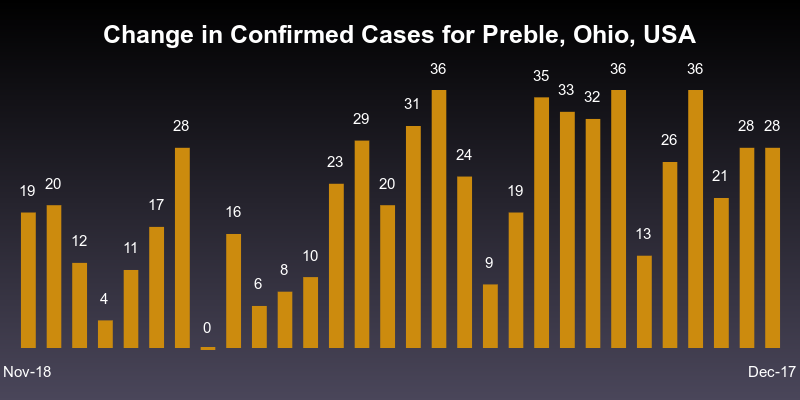 Change in Confirmed Cases for Preble, Ohio, USA
19 20 12 4 11 17 28 0 16 6 8 10 23 29 20 31 36 24 9 19 35 33 32 36 13 26 36 21 28 28
Nov-18 Dec-17